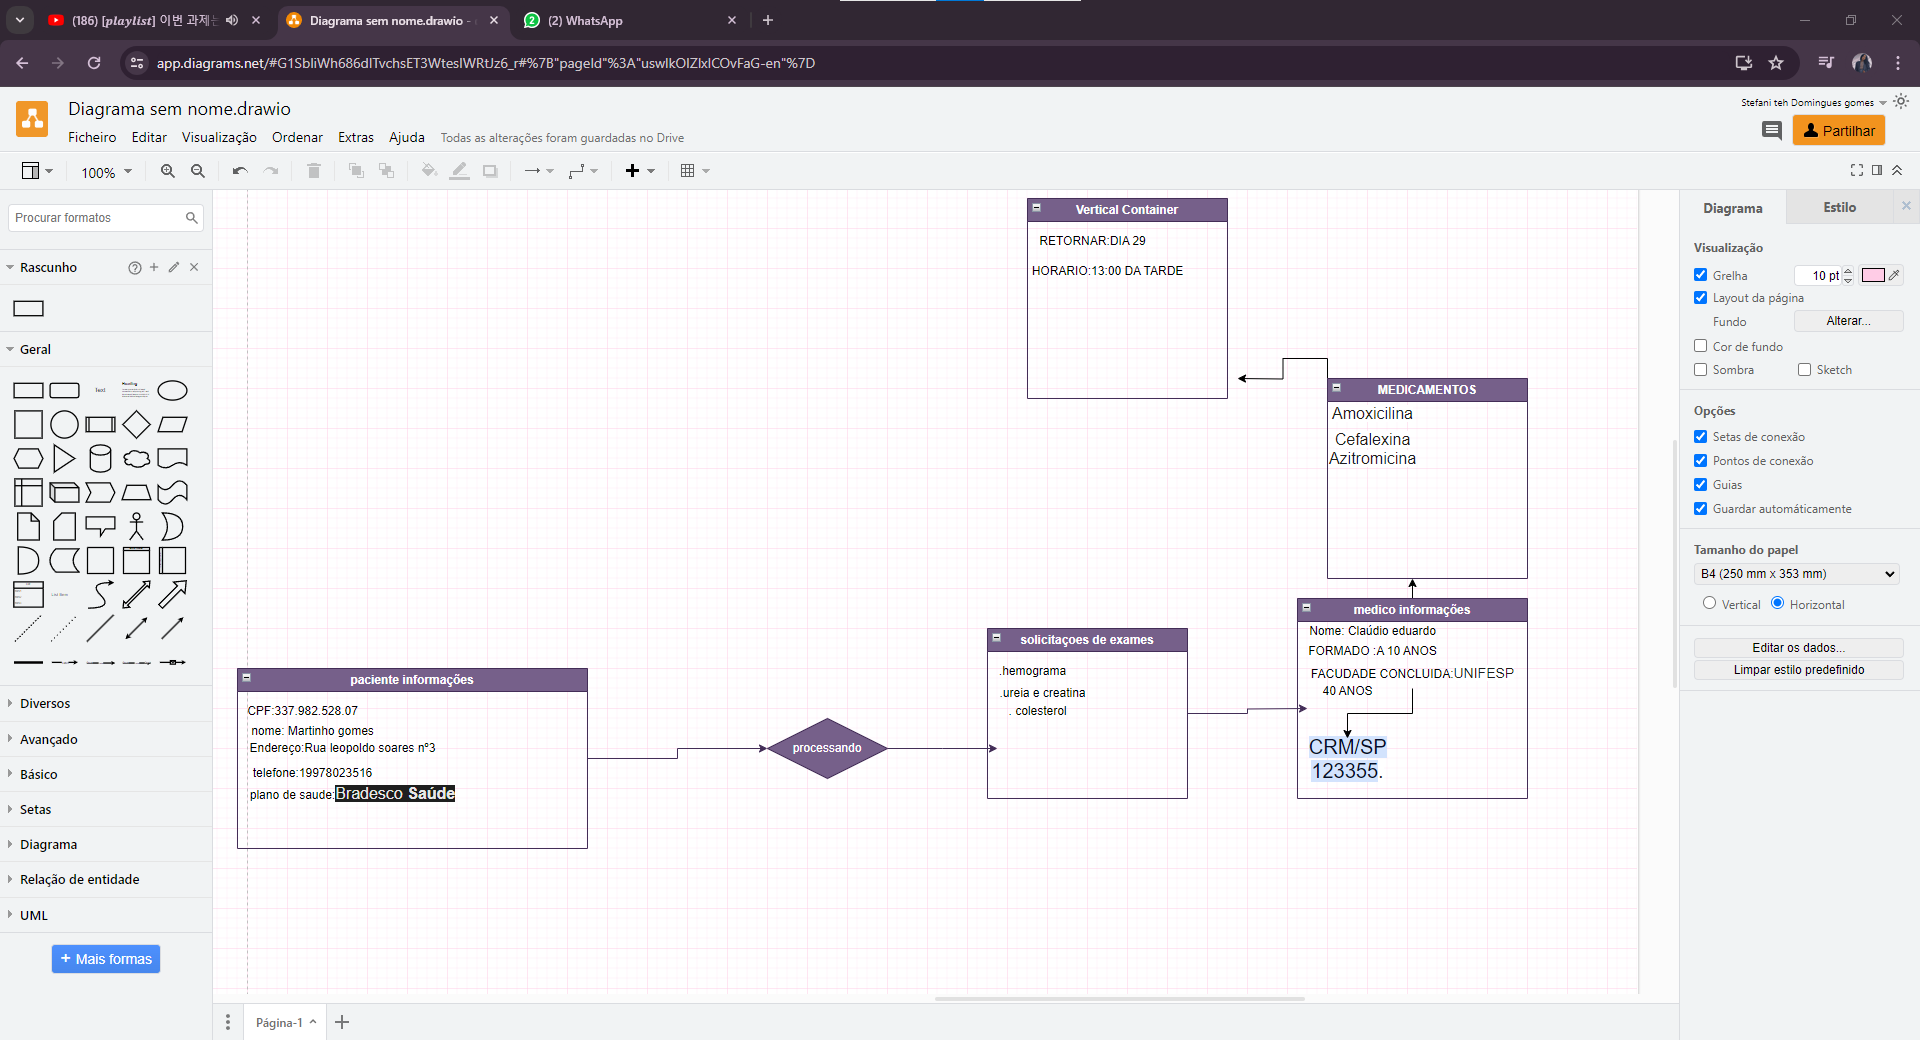 (186) [playlist] 이번 과제는
Diagrama sem nome.drawio -
(2) WhatsApp
app.diagrams.net/#G1SbIiWh686dITvchsET3WtesIWRtJz6_r#%7B"pageId"%3A"uswlkOIZlxlCOvFaG-en"%7D
Diagrama sem nome.drawio
Stefani teh Domingues gomes
Ficheiro Editar Visualização Ordenar Extras Ajuda Todas as alterações foram guardadas no Drive
Partilhar
100%
Procurar formatos
Rascunho
Geral
Text
Heading
List Item
Diversos
Avançado
Básico
Setas
Diagrama
Relação de entidade
UML
+ Mais formas
Vertical Container
RETORNAR:DIA 29
HORARIO:13:00 DA TARDE
MEDICAMENTOS
Amoxicilina
Cefalexina
Azitromicina
medico informações
Nome: Claúdio eduardo
FORMADO :A 10 ANOS
FACUDADE CONCLUIDA:UNIFESP
40 ANOS
CRM/SP
123355.
solicitaçoes de exames
.hemograma
.ureia e creatina
. colesterol
processando
paciente informações
CPF:337.982.528.07
nome: Martinho gomes
Endereço:Rua leopoldo soares nº3
telefone:19978023516
plano de saude:Bradesco Saúde
Página-1
Diagrama Estilo
Visualização
Grelha 10 pt
Layout da página
Fundo Alterar...
Cor de fundo
Sombra Sketch
Opções
Setas de conexão
Pontos de conexão
Guias
Guardar automáticamente
Tamanho do papel
B4 (250 mm x 353 mm)
Vertical Horizontal
Editar os dados...
Limpar estilo predefinido